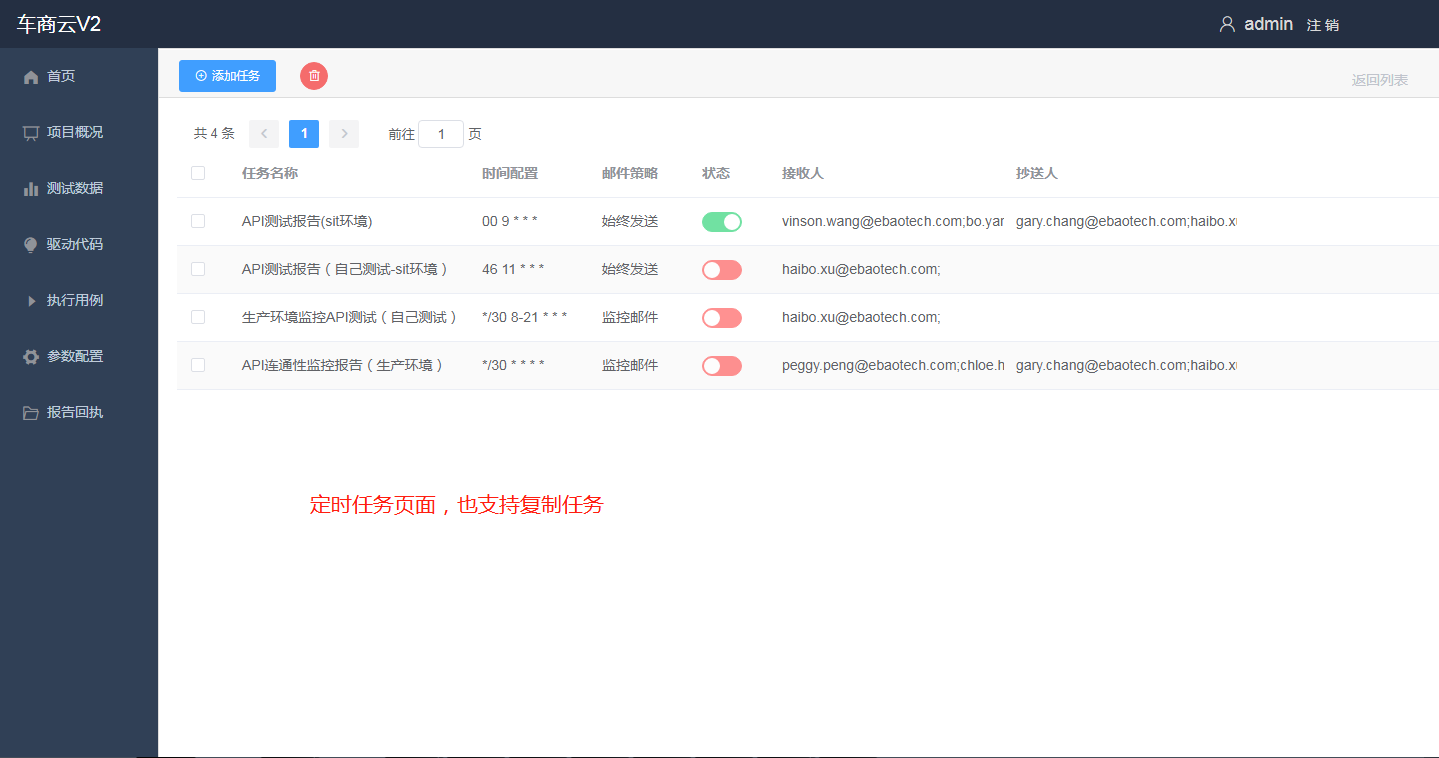 车商云V2
admin 注 销
首页
项目概况
测试数据
驱动代码
执行用例
参数配置
报告回执
添加任务
返回列表
共 4 条 1 前往 1 页
任务名称 时间配置 邮件策略 状态 接收人 抄送人
API测试报告(sit环境) 00 9 * * * 始终发送 vinson.wang@ebaotech.com;bo.yar gary.chang@ebaotech.com;haibo.xu
API测试报告（自己测试-sit环境） 46 11 * * * 始终发送 haibo.xu@ebaotech.com;
生产环境监控API测试（自己测试） */30 8-21 * * * 监控邮件 haibo.xu@ebaotech.com;
API连通性监控报告（生产环境） */30 * * * * 监控邮件 peggy.peng@ebaotech.com;chloe.h gary.chang@ebaotech.com;haibo.xu
定时任务页面，也支持复制任务